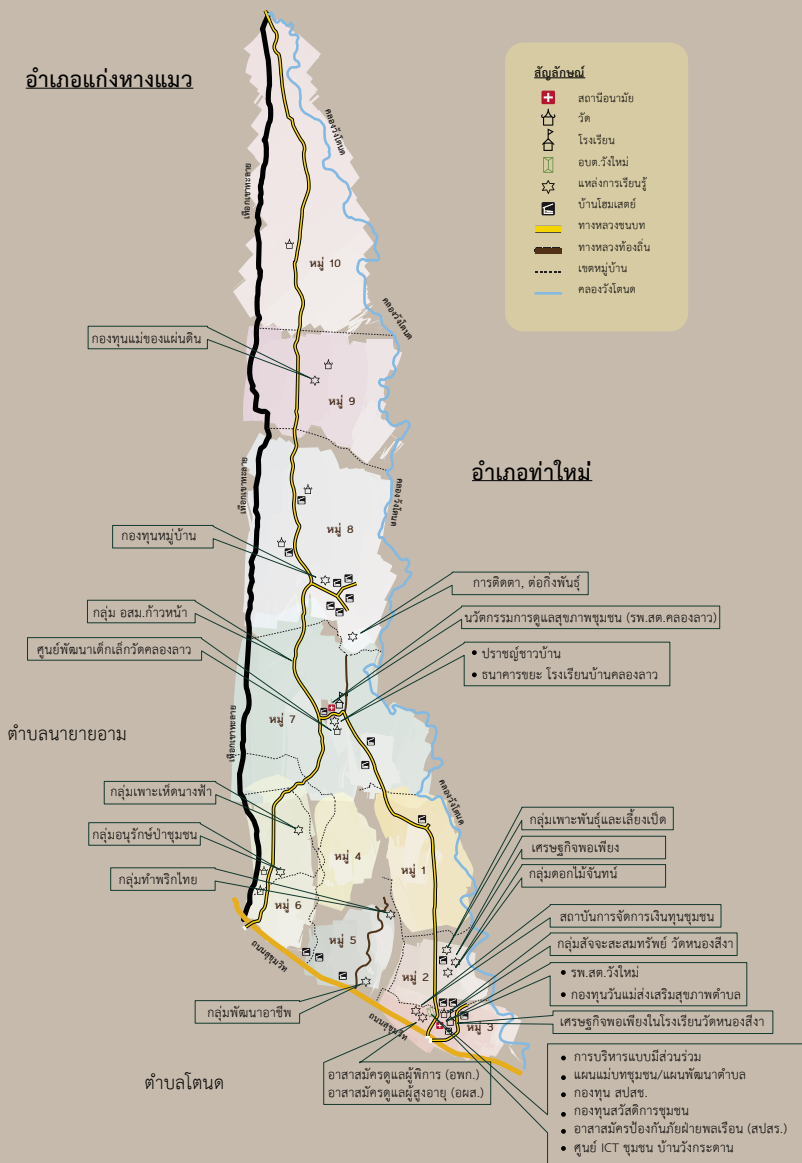 อำเภอแก่งหางแมว
สัญลักษณ์
สถานีอนามัย
วัด
โรงเรียน
อบต.วังใหม่
แหล่งการเรียนรู้
บ้านโฮมเสตย์
ทางหลวงชนบท
ทางหลวงท้องถิ่น
เขตหมู่บ้าน
คลองวังโตนด
คลองวังโตนด
เทือกเขาทะลาย
หมู่ 10
คลองวังโตนด
กองทุนแม่ของแผ่นดิน
หมู่ 9
อำเภอท่าใหม่
เทือกเขาทะลาย
คลองวังโตนด
หมู่ 8
กองทุนหมู่บ้าน
การติดตา, ต่อกิ่งพันธุ์
กลุ่ม อสม.ก้าวหน้า
นวัตกรรมการดูแลสุขภาพชุมชน (รพ.สต.คลองลาว)
ศูนย์พัฒนาเด็กเล็กวัดคลองลาว
• ปราชญ์ชาวบ้าน
• ธนาคารขยะ โรงเรียนบ้านคลองลาว
หมู่ 7
ตำบลนายายอาม
เทือกเขาทะลาย
คลองวังโตนด
กลุ่มเพาะเห็ดนางฟ้า
กลุ่มเพาะพันธุ์และเลี้ยงเป็ด
กลุ่มอนุรักษ์ป่าชุมชน
เศรษฐกิจพอเพียง
หมู่ 4
หมู่ 1
กลุ่มดอกไม้จันทน์
กลุ่มทำพริกไทย
หมู่ 6
สถาบันการจัดการเงินทุนชุมชน
หมู่ 5
กลุ่มสัจจะสะสมทรัพย์ วัดหนองสีงา
ถนนสุขุมวิท
หมู่ 2
• รพ.สต.วังใหม่
• กองทุนวันแม่ส่งเสริมสุขภาพตำบล
กลุ่มพัฒนาอาชีพ
ถนนสุขุมวิท
หมู่ 3
เศรษฐกิจพอเพียงในโรงเรียนวัดหนองสีงา
ตำบลโตนด
อาสาสมัครดูแลผู้พิการ (อพก.)
อาสาสมัครดูแลผู้สูงอายุ (อผส.)
• การบริหารแบบมีส่วนร่วม
• แผนแม่บทชุมชน/แผนพัฒนาตำบล
• กองทุน สปสช.
• กองทุนสวัสดิการชุมชน
• อาสาสมัครป้องกันภัยฝ่ายพลเรือน (สปสร.)
• ศูนย์ ICT ชุมชน บ้านวังกระดาน